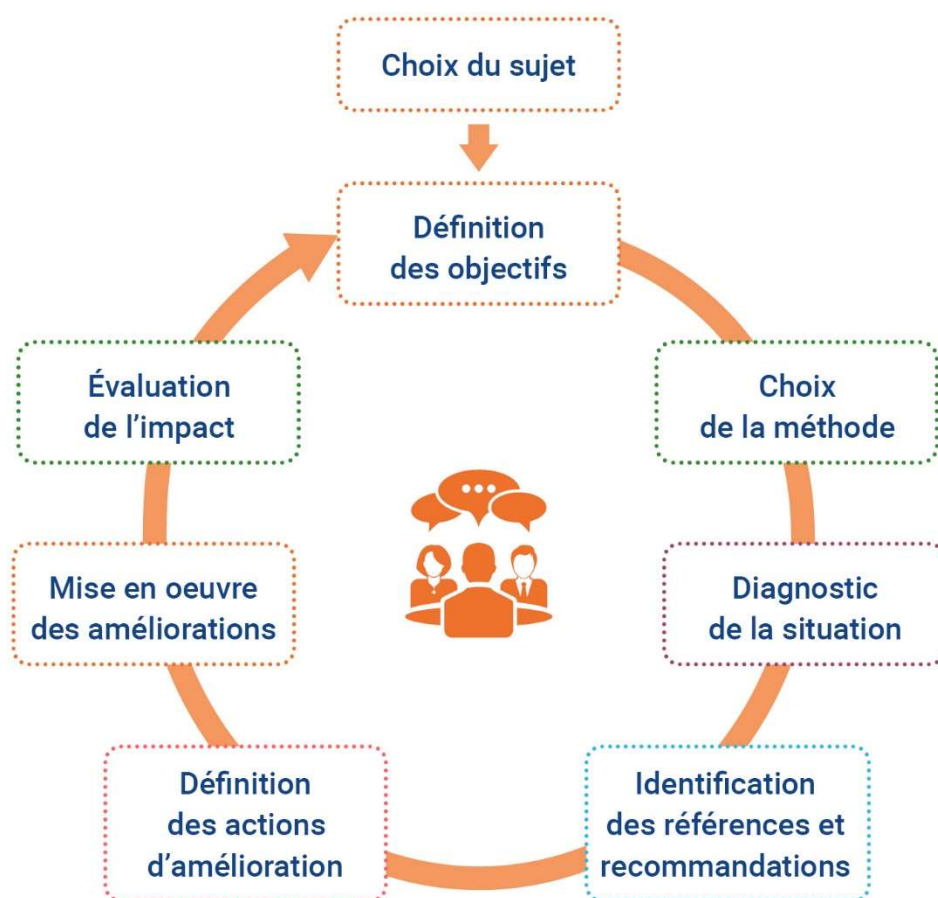 Choix du sujet
Définition
des objectifs
Choix
de la méthode
Diagnostic
de la situation
Identification
des références et
recommandations
Définition
des actions
d'amélioration
Mise en oeuvre
des améliorations
Évaluation
de l'impact